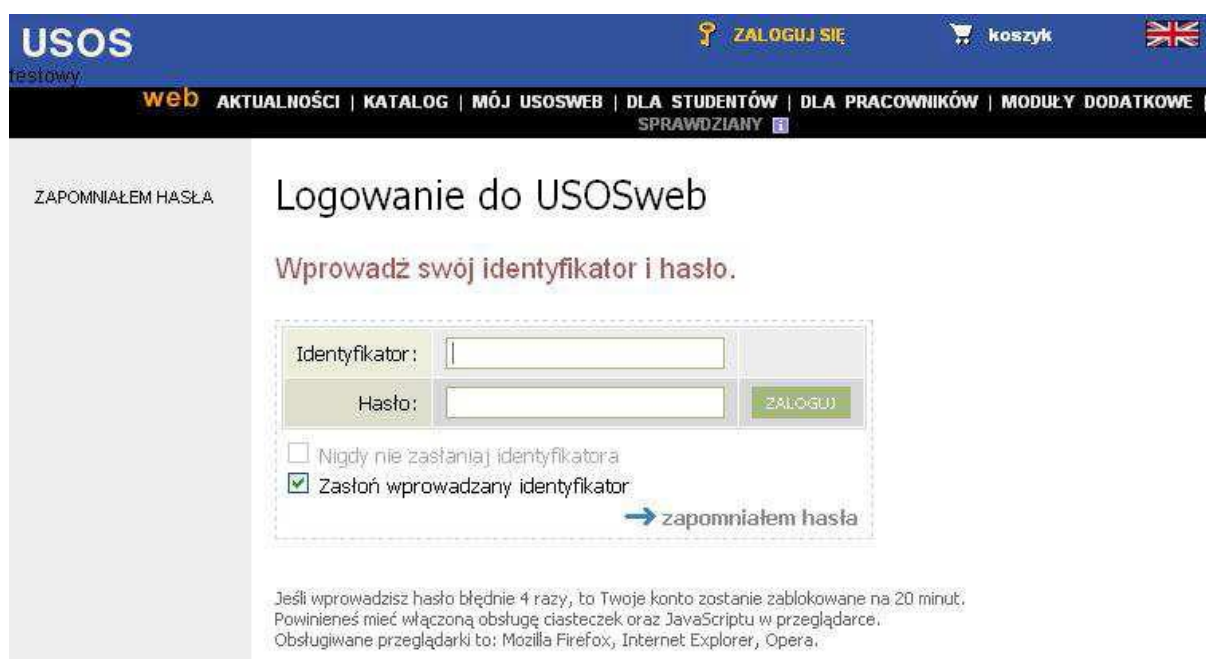 USOS
testowy
web
ZALOGUJ SIĘ
koszyk
AKTUALNOŚCI | KATALOG | MÓJ USOSWEB | DLA STUDENTÓW | DLA PRACOWNIKÓW | MODUŁY DODATKOWE |
SPRAWDZIANY i
ZAPOMNIAŁEM HASŁA
Logowanie do USOSweb
Wprowadź swój identyfikator i hasło.
Identyfikator:
Hasło:
ZALOGUJ
Nigdy nie zasłaniaj identyfikatora
Zasłoń wprowadzany identyfikator
zapomniałem hasła
Jeśli wprowadzisz hasło błędnie 4 razy, to Twoje konto zostanie zablokowane na 20 minut.
Powinieneś mieć włączoną obsługę ciasteczek oraz JavaScriptu w przeglądarce.
Obsługiwane przeglądarki to: Mozilla Firefox, Internet Explorer, Opera.